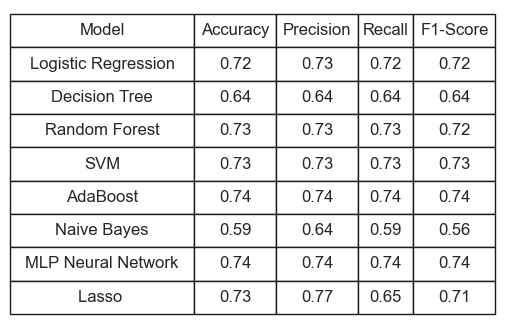 Model Accuracy Precision Recall F1-Score
Logistic Regression 0.72 0.73 0.72 0.72
Decision Tree 0.64 0.64 0.64 0.64
Random Forest 0.73 0.73 0.73 0.72
SVM 0.73 0.73 0.73 0.73
AdaBoost 0.74 0.74 0.74 0.74
Naive Bayes 0.59 0.64 0.59 0.56
MLP Neural Network 0.74 0.74 0.74 0.74
Lasso 0.73 0.77 0.65 0.71